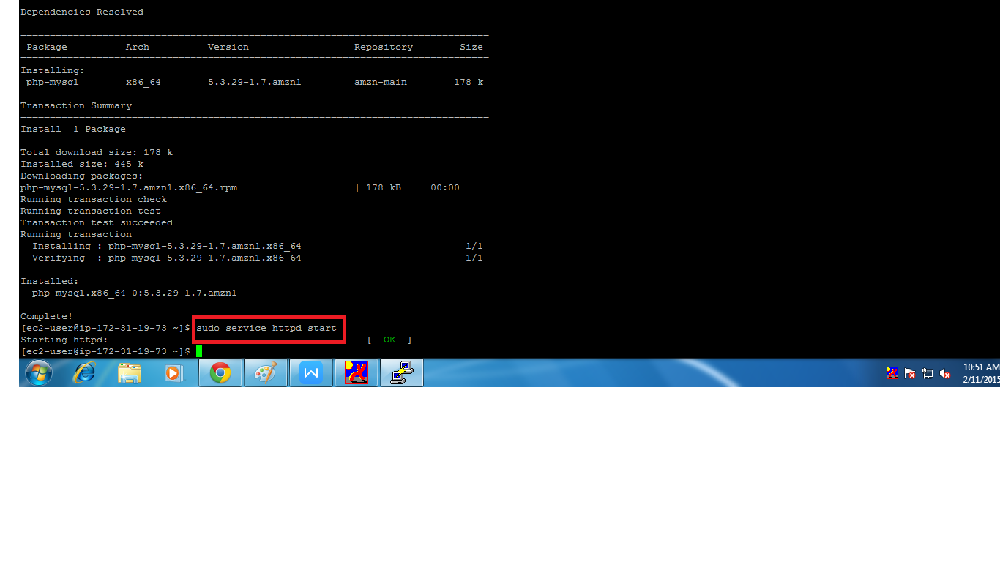 Dependencies Resolved
================================================================================
Package Arch Version Repository Size
================================================================================
Installing:
php-mysql x86_64 5.3.29-1.7.amzn1 amzn-main 178 k
Transaction Summary
================================================================================
Install 1 Package
Total download size: 178 k
Installed size: 445 k
Downloading packages:
php-mysql-5.3.29-1.7.amzn1.x86_64.rpm | 178 kB 00:00
Running transaction check
Running transaction test
Transaction test succeeded
Running transaction
Installing : php-mysql-5.3.29-1.7.amzn1.x86_64 1/1
Verifying : php-mysql-5.3.29-1.7.amzn1.x86_64 1/1
Installed:
php-mysql.x86_64 0:5.3.29-1.7.amzn1
Complete!
[ec2-user@ip-172-31-19-73 ~]$ sudo service httpd start
Starting httpd: [ OK ]
[ec2-user@ip-172-31-19-73 ~]$
10:51 AM
2/11/2015